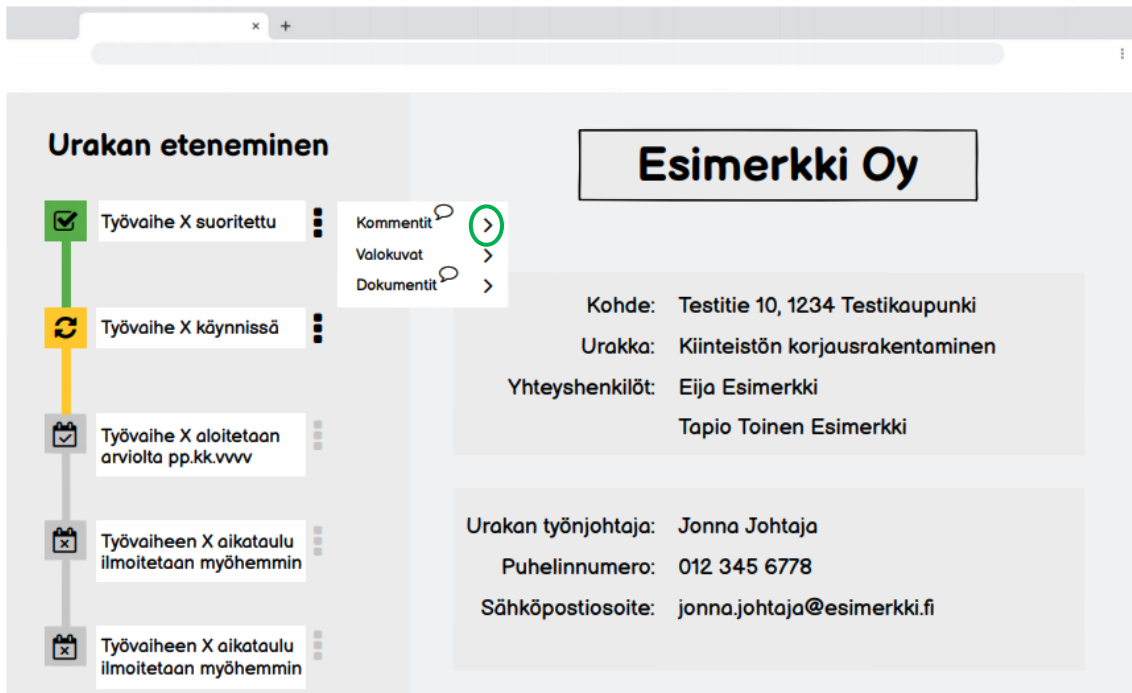 Urakan eteneminen
Työvaihe X suoritettu
Kommentit
Valokuvat
Dokumentit
Työvaihe X käynnissä
Työvaihe X aloitetaan
arviolta pp.kk.vvvv
Työvaiheen X aikataulu
ilmoitetaan myöhemmin
Työvaiheen X aikataulu
ilmoitetaan myöhemmin
Esimerkki Oy
Kohde: Testitie 10, 1234 Testikaupunki
Urakka: Kiinteistön korjausrakentaminen
Yhteyshenkilöt: Eija Esimerkki
Tapio Toinen Esimerkki
Urakan työnjohtaja: Jonna Johtaja
Puhelinnumero: 012 345 6778
Sähköpostiosoite: jonna.johtaja@esimerkki.fi